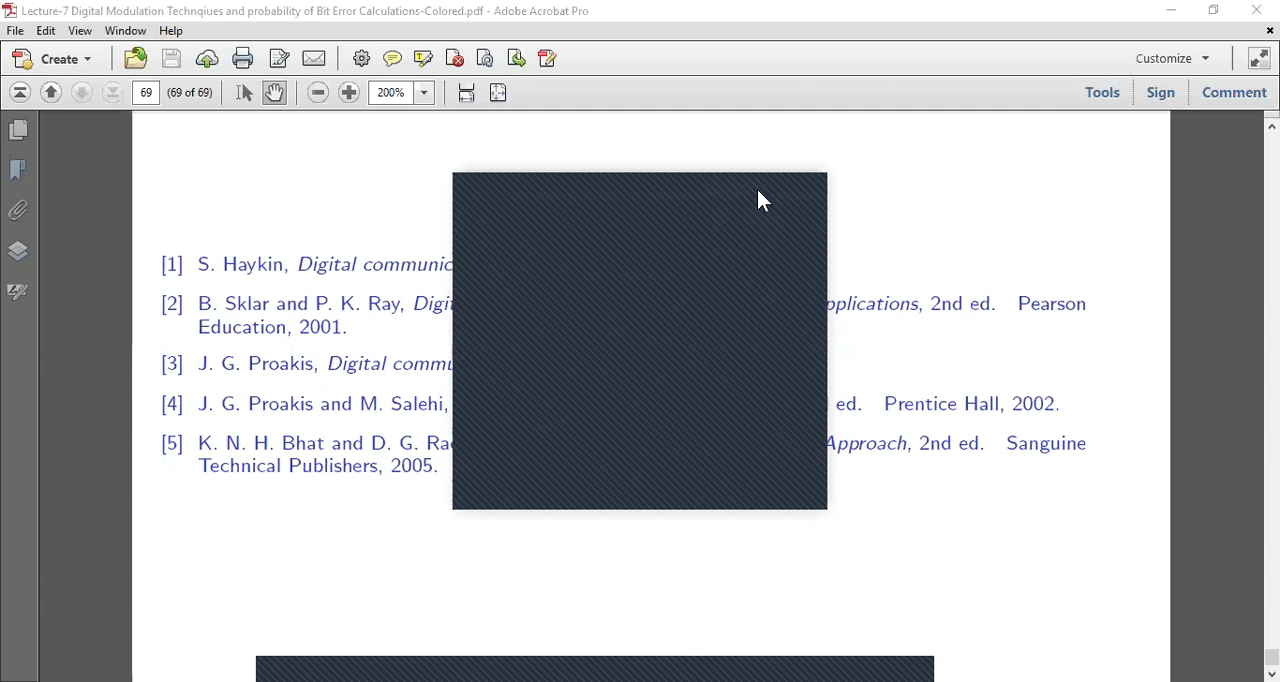 Lecture-7 Digital Modulation Technqiues and probability of Bit Error Calculations-Colored.pdf - Adobe Acrobat Pro
File Edit View Window Help
Create Customize
69 (69 of 69) 200% Tools Sign Comment
[1] S. Haykin, Digital communic
[2] B. Sklar and P. K. Ray, Digit pplications, 2nd ed. Pearson
Education, 2001.
[3] J. G. Proakis, Digital commu
[4] J. G. Proakis and M. Salehi, ed. Prentice Hall, 2002.
[5] K. N. H. Bhat and D. G. Rao Approach, 2nd ed. Sanguine
Technical Publishers, 2005.